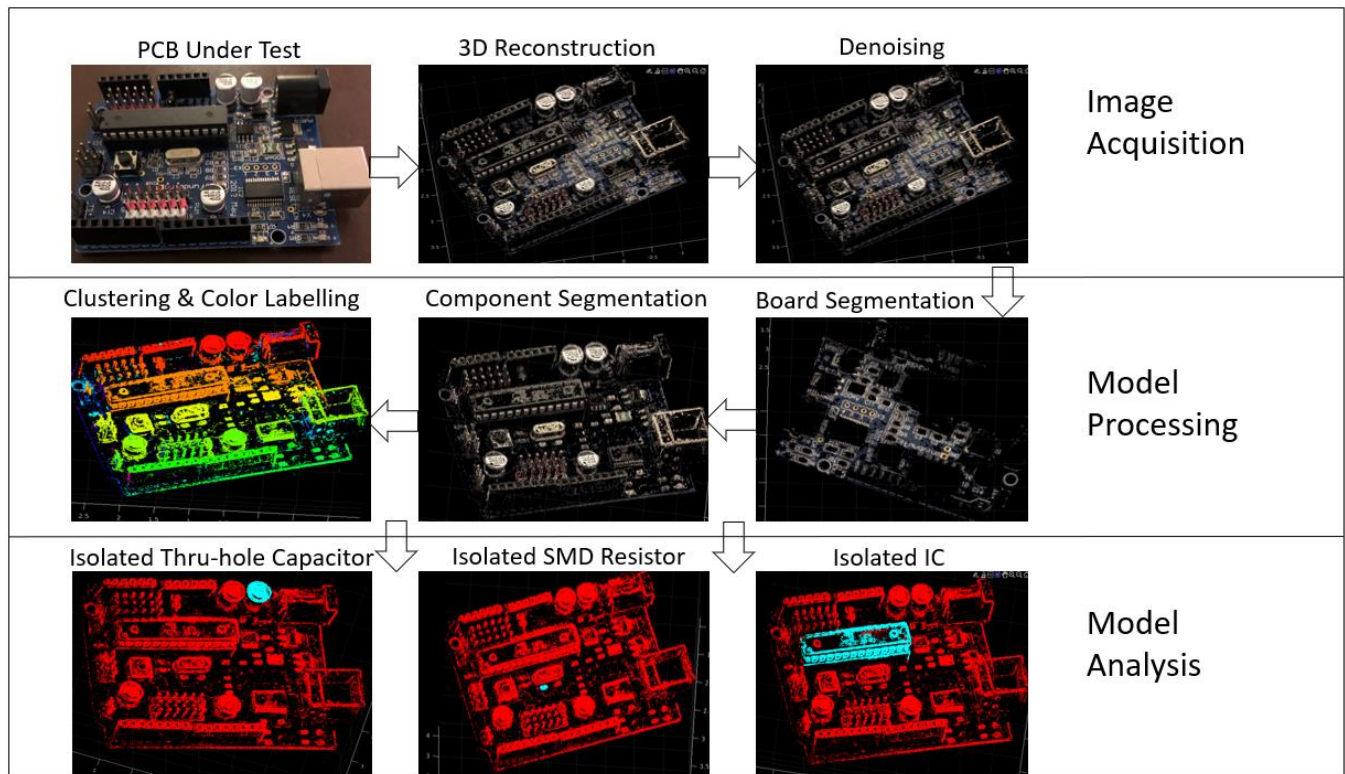 PCB Under Test
3D Reconstruction
Denoising
Image
Acquisition
Clustering & Color Labelling
Component Segmentation
Board Segmentation
Model
Processing
Isolated Thru-hole Capacitor
Isolated SMD Resistor
Isolated IC
Model
Analysis